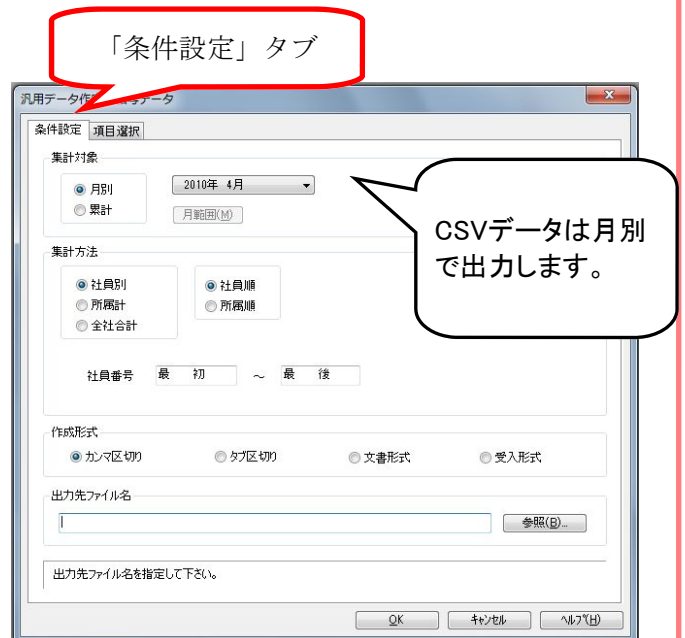 「条件設定」タブ
汎用データ作
データ
条件設定 項目選択
集計対象
月別
2010年 4月
累計
月範囲(M)
CSVデータは月別
で出力します。
集計方法
社員別
社員順
所属計
所属順
全社合計
社員番号 最 初 ～ 最 後
作成形式
カンマ区切り タブ区切り 文書形式 受入形式
出力先ファイル名
参照(B)...
出力先ファイル名を指定して下さい。
OK キャンセル ヘルプ(H)